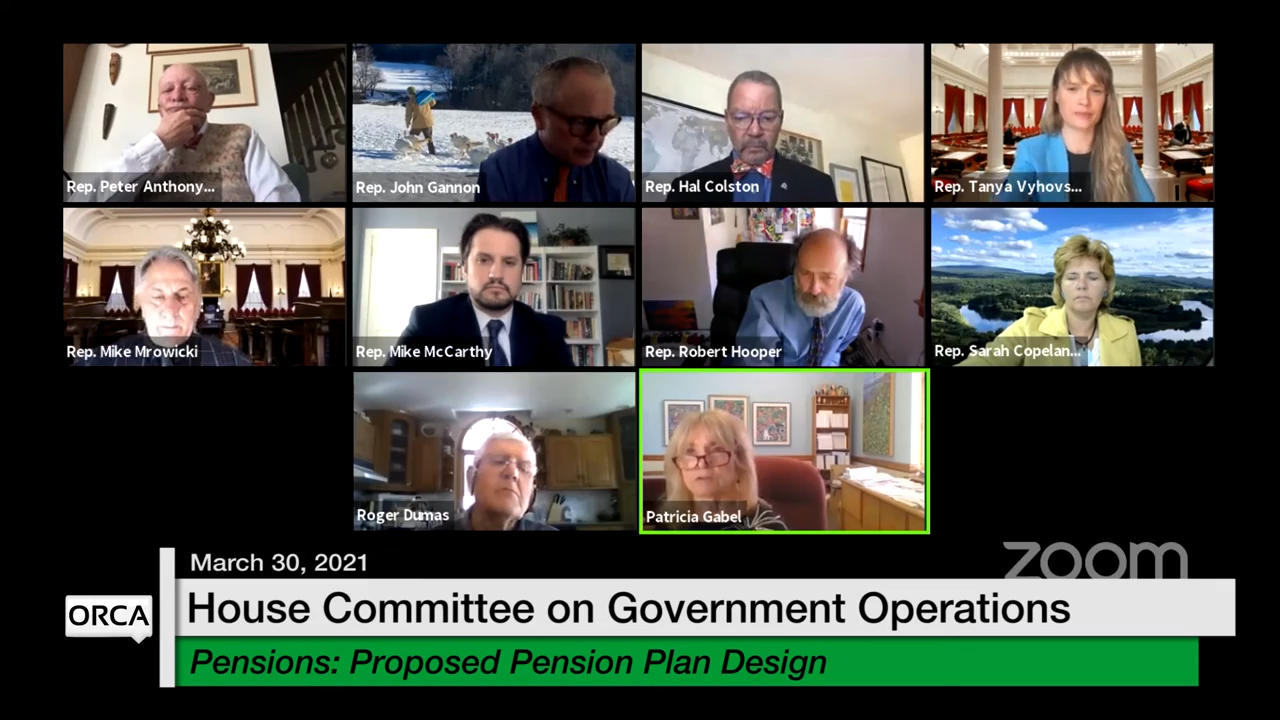 Rep. Peter Anthony...
Rep. John Gannon
Rep. Hal Colston
Rep. Tanya Vyhovs...
Rep. Mike Mrowicki
Rep. Mike McCarthy
Rep. Robert Hooper
Rep. Sarah Copelan...
Roger Dumas
Patricia Gabel
zoom
March 30, 2021
ORCA
House Committee on Government Operations
Pensions: Proposed Pension Plan Design